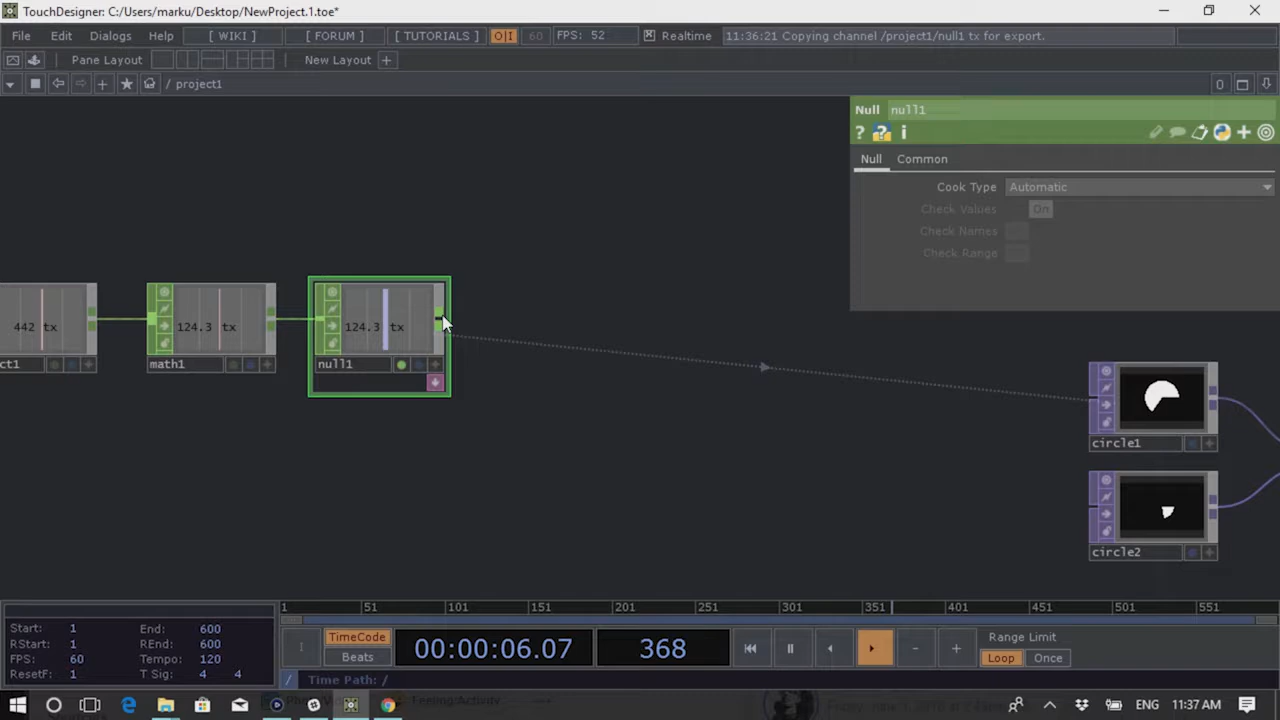 TouchDesigner: C:/Users/marku/Desktop/NewProject.1.toe*
File Edit Dialogs Help [ WIKI ] [ FORUM ] [ TUTORIALS ] O|I 60 FPS: 52 Realtime 11:36:21 Copying channel /project1/null1 tx for export.
Pane Layout New Layout +
/ project1 0
Null null1
? ? i
Null Common
Cook Type Automatic
Check Values On
Check Names
Check Range
442 tx
124.3 tx
124.3 tx
ct1
math1
null1
circle1
circle2
1 51 101 151 201 251 301 351 401 451 501 551
Start: 1 End: 600
RStart: 1 REnd: 600
FPS: 60 Tempo: 120
ResetF: 1 T Sig: 4 4
TimeCode
Beats
00:00:06.07 368
Range Limit
Loop Once
/ Time Path: /
ENG 11:37 AM